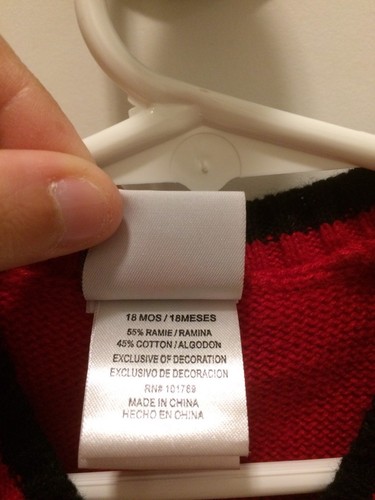 18 MOS / 18MESES
55% RAMIE / RAMINA
45% COTTON / ALGODON
EXCLUSIVE OF DECORATION
EXCLUSIVO DE DECORACION
RN# 101789
MADE IN CHINA
HECHO EN CHINA